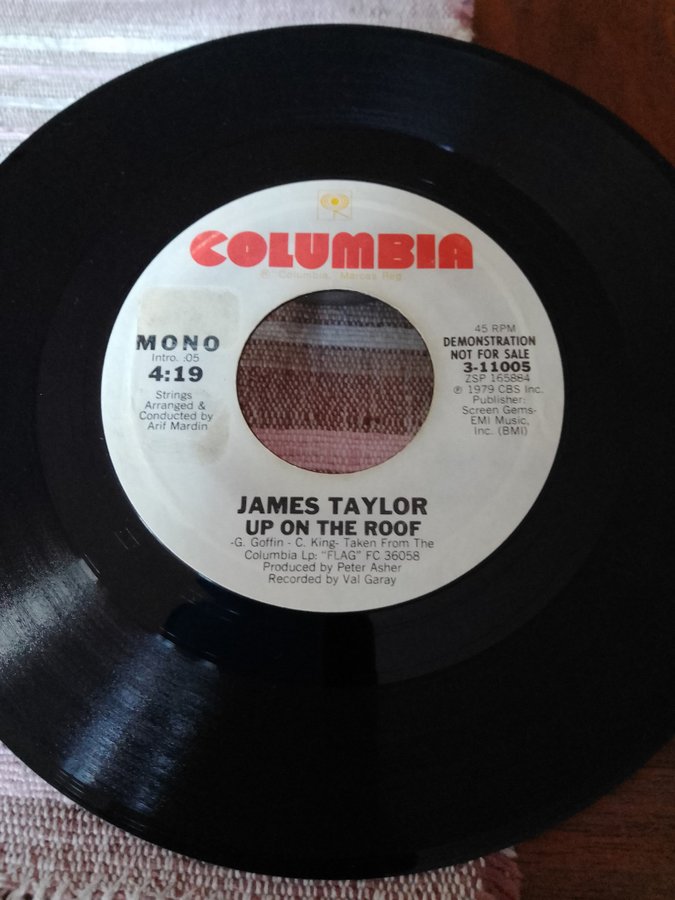 COLUMBIA
® "Columbia, Marcas Reg.
MONO
Intro. :05
4:19
Strings
Arranged &
Conducted by
Arif Mardin
45 RPM
DEMONSTRATION
NOT FOR SALE
3-11005
ZSP 165884
℗ 1979 CBS Inc.
Publisher:
Screen Gems-
EMI Music,
Inc. (BMI)
JAMES TAYLOR
UP ON THE ROOF
-G. Goffin - C. King- Taken From The
Columbia Lp: "FLAG" FC 36058
Produced by Peter Asher
Recorded by Val Garay